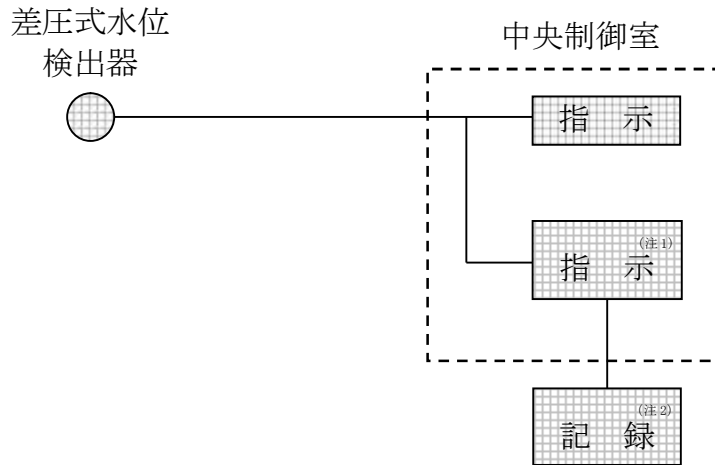 差圧式水位
検出器
中央制御室
指 示
(注1)
指 示
(注2)
記 録